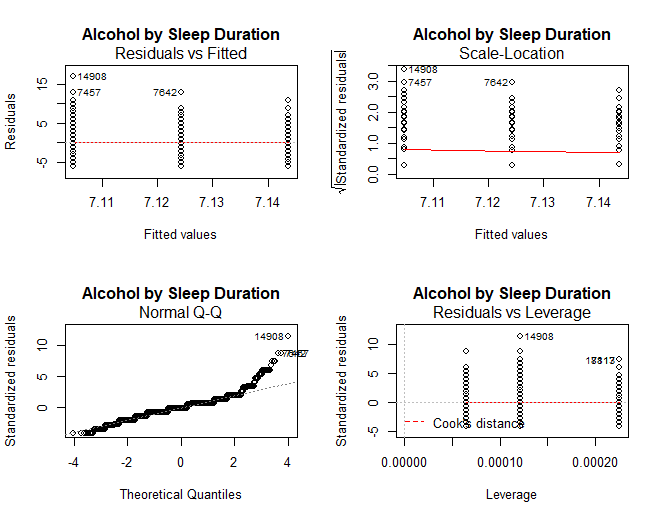 Alcohol by Sleep Duration
Residuals vs Fitted
Residuals
-5 5 15
14908
7457
7642
7.11 7.12 7.13 7.14
Fitted values
Alcohol by Sleep Duration
Scale-Location
√|Standardized residuals|
0.0 1.0 2.0 3.0
14908
7457
7642
7.11 7.12 7.13 7.14
Fitted values
Alcohol by Sleep Duration
Normal Q-Q
Standardized residuals
0 5 10
14908
-4 -2 0 2 4
Theoretical Quantiles
Alcohol by Sleep Duration
Residuals vs Leverage
Standardized residuals
-5 0 5 10
14908
Cook's distance
0.00000 0.00010 0.00020
Leverage